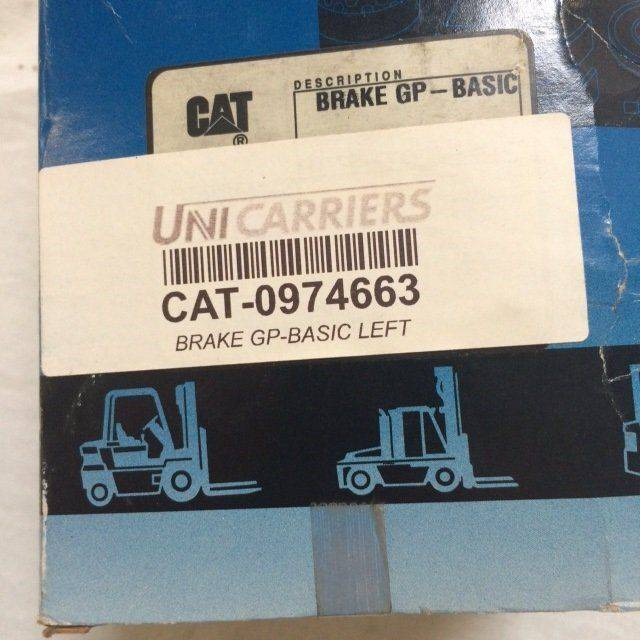 CAT
®
DESCRIPTION
BRAKE GP-BASIC
UNICARRIERS
CAT-0974663
BRAKE GP-BASIC LEFT